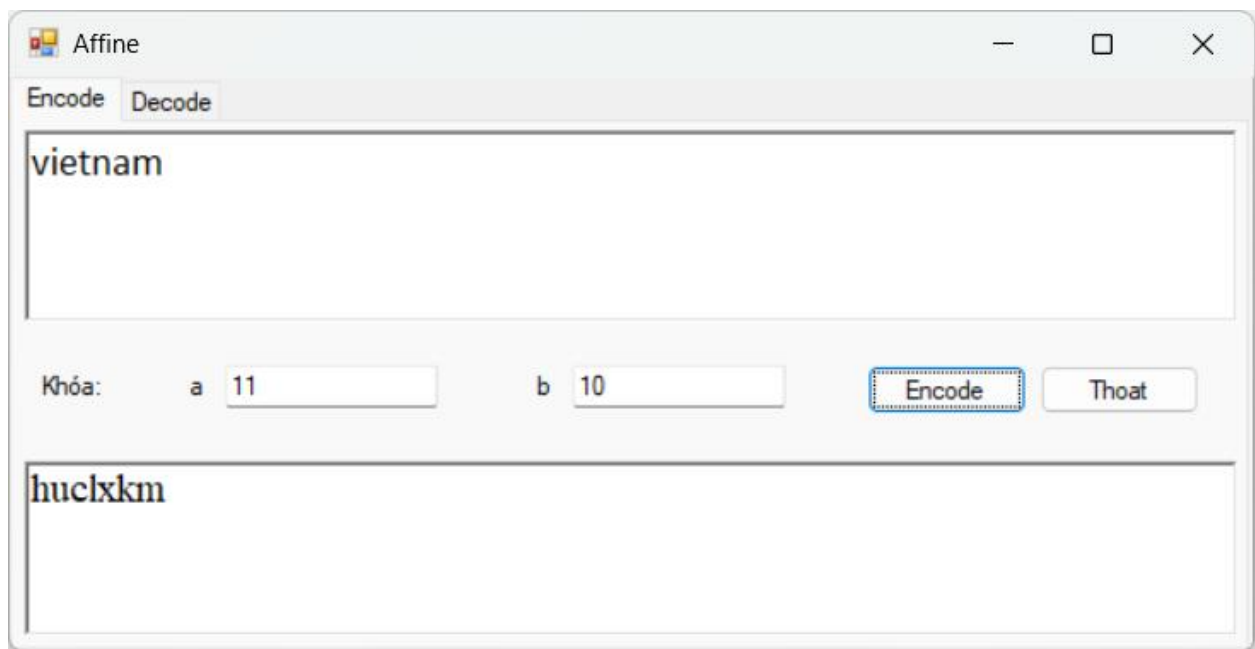 Affine
Encode Decode
vietnam
Khóa: a 11 b 10 Encode Thoat
huclxkm